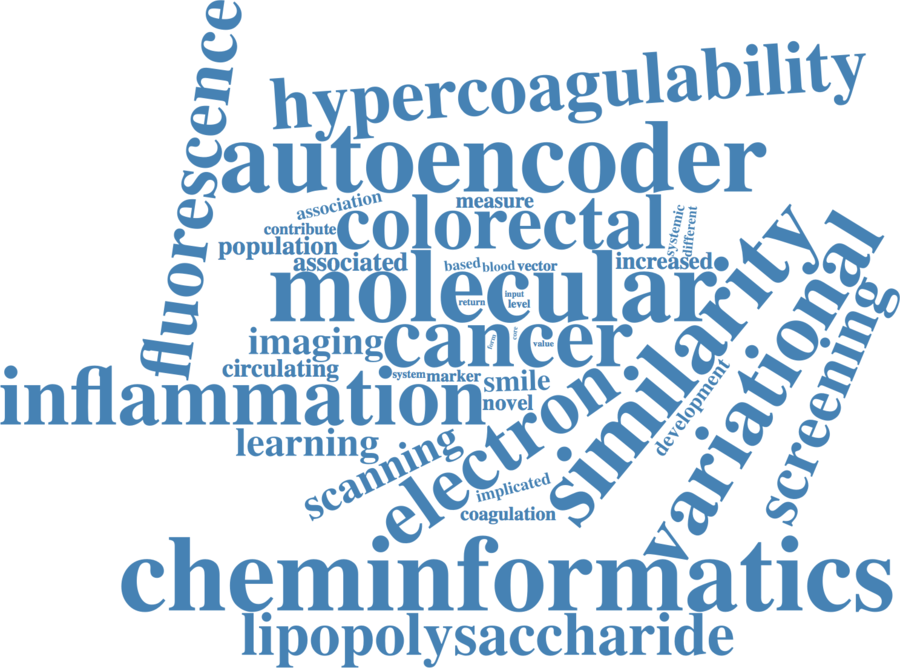 fluorescence
hypercoagulability
autoencoder
association
measure
contribute
colorectal
systemic
different
population
associated
based
blood
vector
increased
molecular
return
input
level
similarity
variational
imaging
cancer
form
core
value
screening
circulating
system
marker
smile
inflammation
novel
electron
development
learning
scanning
implicated
coagulation
cheminformatics
lipopolysaccharide